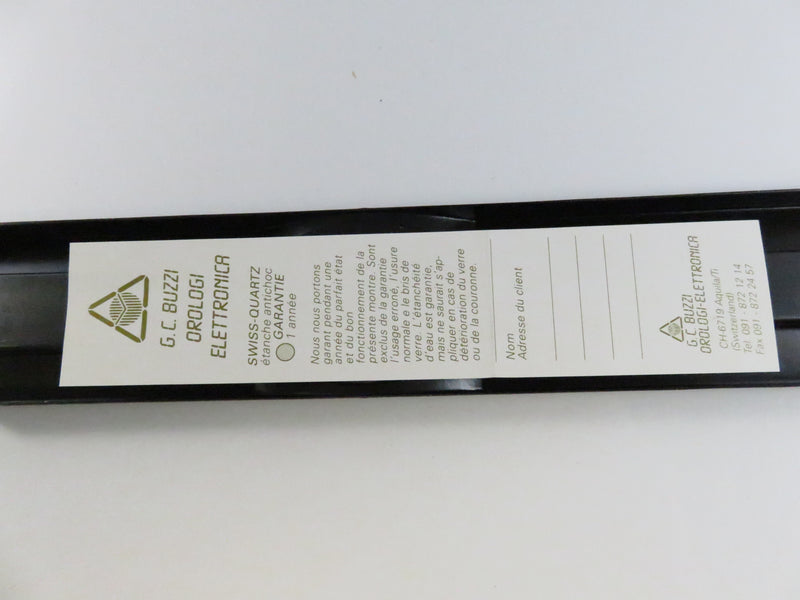 G.C. BUZZI
OROLOGI
ELETTRONICA
SWISS-QUARTZ
étanche antichoc
GARANTIE
1 année
Nous nous portons
garant pendant une
année du parfait état
et du bon
fonctionnement de la
présente montre. Sont
exclus de la garantie
l'usage erroné, l'usure
normale et le bris de
verre. L'étanchéité
d'eau est garantie,
mais ne saurait s'ap-
pliquer en cas de
détérioration du verre
ou de la couronne.
Nom
Adresse du client
G.C. BUZZI
OROLOGI-ELETTRONICA
CH-6719 Aquila/Ti
(Switzerland)
Tel. 091 - 872 12 14
Fax 091 - 872 24 57